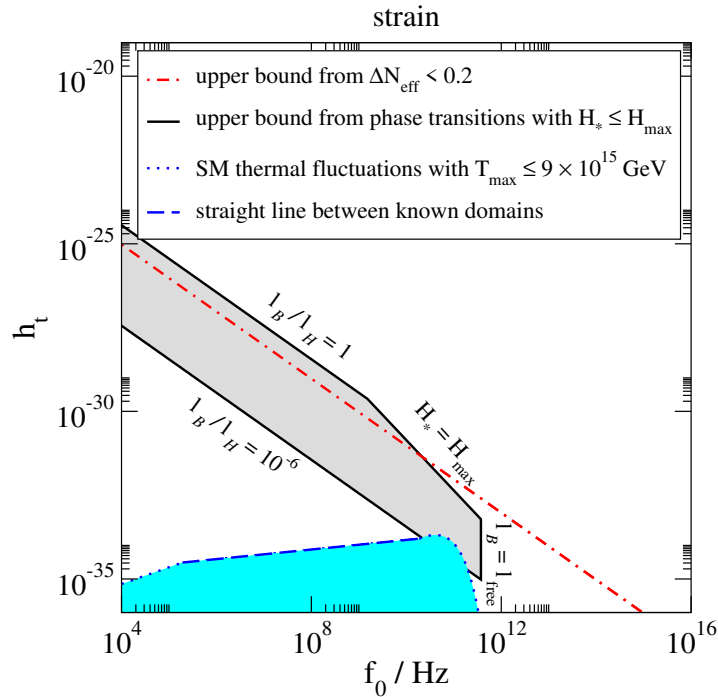 strain
upper bound from ΔN_eff < 0.2
upper bound from phase transitions with H_* ≤ H_max
SM thermal fluctuations with T_max ≤ 9 × 10^15 GeV
straight line between known domains
10^-20
10^-25
10^-30
10^-35
h_t
l_B / l_H = 1
l_B / l_H = 10^-6
H_* = H_max
l_B = l_free
10^4
10^8
10^12
10^16
f_0 / Hz